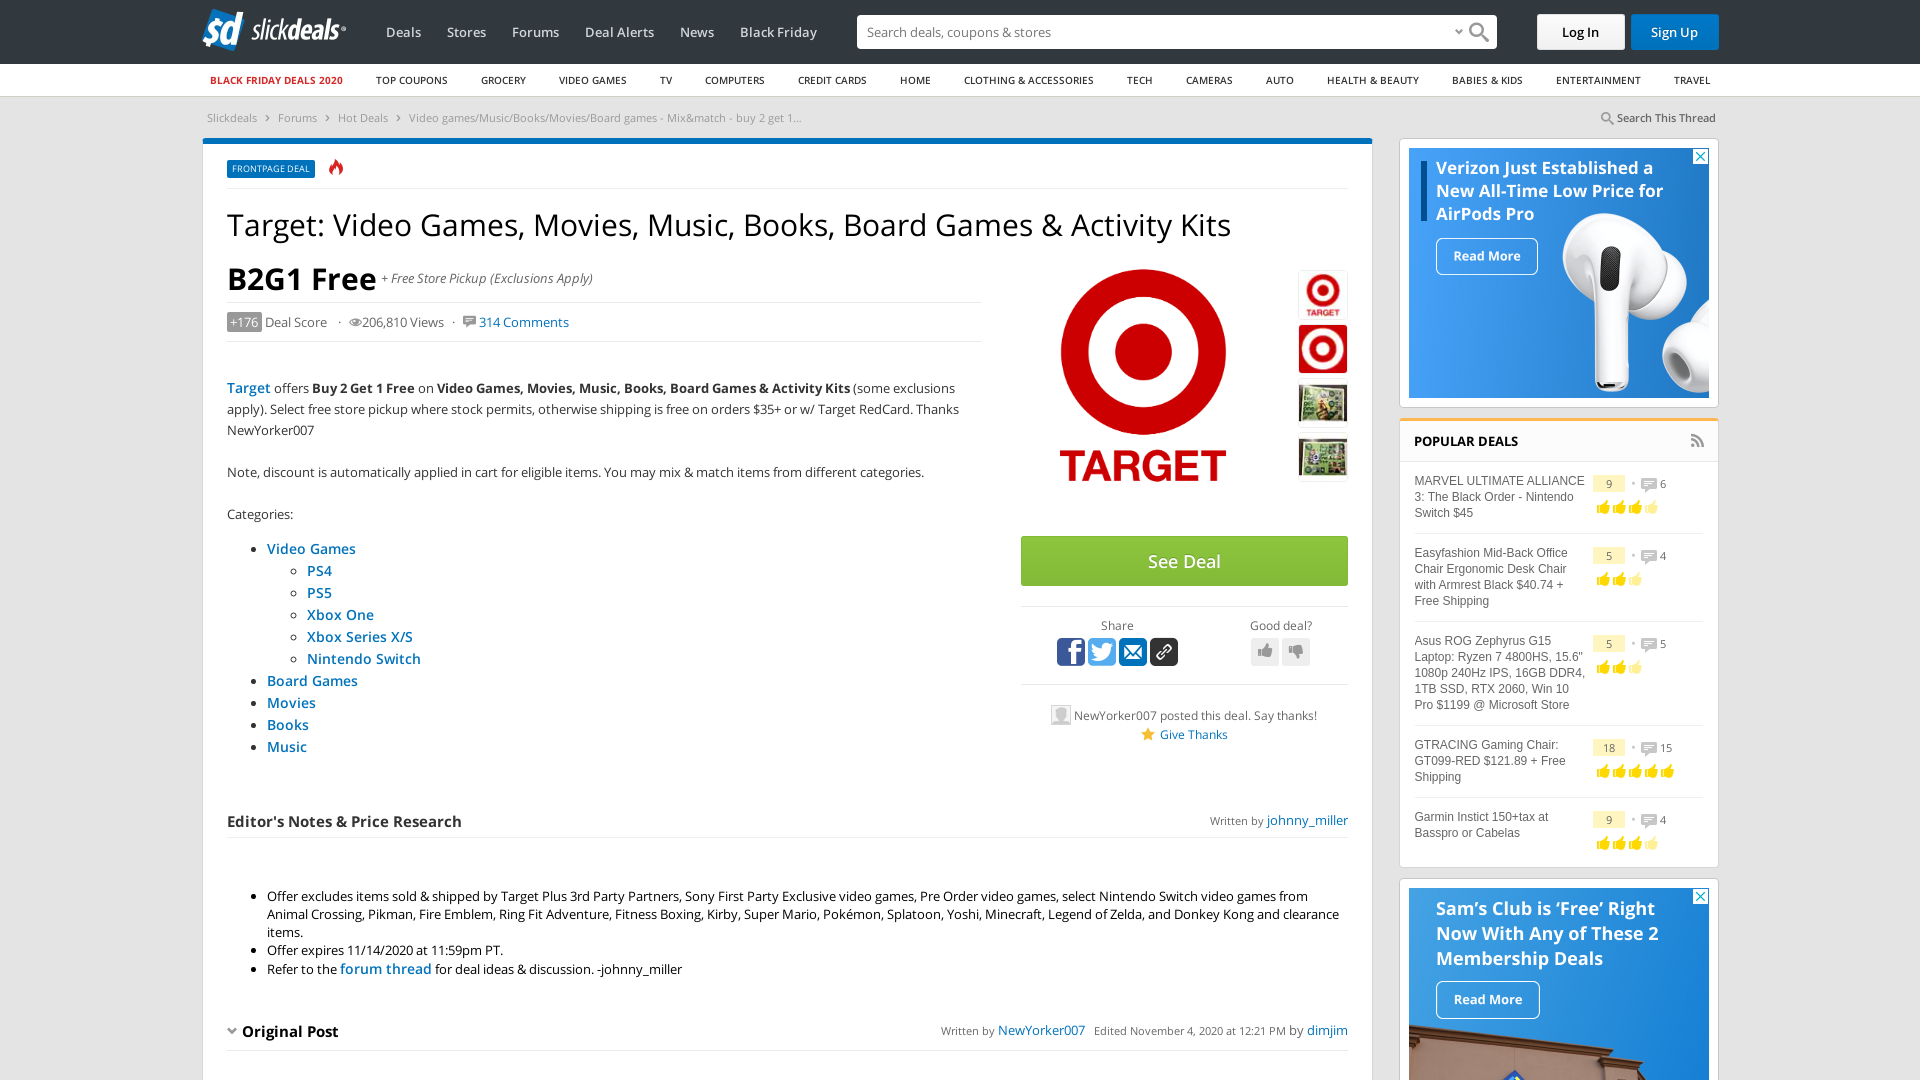 slickdeals
Deals
Stores
Forums
Deal Alerts
News
Black Friday
Search deals, coupons & stores
Log In
Sign Up
BLACK FRIDAY DEALS 2020
TOP COUPONS
GROCERY
VIDEO GAMES
TV
COMPUTERS
CREDIT CARDS
HOME
CLOTHING & ACCESSORIES
TECH
CAMERAS
AUTO
HEALTH & BEAUTY
BABIES & KIDS
ENTERTAINMENT
TRAVEL
Slickdeals > Forums > Hot Deals > Video games/Music/Books/Movies/Board games - Mix&match - buy 2 get 1...
Search This Thread
FRONTPAGE DEAL
Target: Video Games, Movies, Music, Books, Board Games & Activity Kits
B2G1 Free + Free Store Pickup (Exclusions Apply)
+176 Deal Score · 206,810 Views · 314 Comments
Target offers Buy 2 Get 1 Free on Video Games, Movies, Music, Books, Board Games & Activity Kits (some exclusions
apply). Select free store pickup where stock permits, otherwise shipping is free on orders $35+ or w/ Target RedCard. Thanks
NewYorker007
Note, discount is automatically applied in cart for eligible items. You may mix & match items from different categories.
Categories:
Video Games
PS4
PS5
Xbox One
Xbox Series X/S
Nintendo Switch
Board Games
Movies
Books
Music
TARGET
TARGET
See Deal
Share
Good deal?
NewYorker007 posted this deal. Say thanks!
Give Thanks
Editor's Notes & Price Research
Written by johnny_miller
Offer excludes items sold & shipped by Target Plus 3rd Party Partners, Sony First Party Exclusive video games, Pre Order video games, select Nintendo Switch video games from
Animal Crossing, Pikman, Fire Emblem, Ring Fit Adventure, Fitness Boxing, Kirby, Super Mario, Pokémon, Splatoon, Yoshi, Minecraft, Legend of Zelda, and Donkey Kong and clearance
items.
Offer expires 11/14/2020 at 11:59pm PT.
Refer to the forum thread for deal ideas & discussion. -johnny_miller
Original Post
Written by NewYorker007 Edited November 4, 2020 at 12:21 PM by dimjim
Verizon Just Established a
New All-Time Low Price for
AirPods Pro
Read More
POPULAR DEALS
MARVEL ULTIMATE ALLIANCE
3: The Black Order - Nintendo
Switch $45
9 • 6
Easyfashion Mid-Back Office
Chair Ergonomic Desk Chair
with Armrest Black $40.74 +
Free Shipping
5 • 4
Asus ROG Zephyrus G15
Laptop: Ryzen 7 4800HS, 15.6"
1080p 240Hz IPS, 16GB DDR4,
1TB SSD, RTX 2060, Win 10
Pro $1199 @ Microsoft Store
5 • 5
GTRACING Gaming Chair:
GT099-RED $121.89 + Free
Shipping
18 • 15
Garmin Instict 150+tax at
Basspro or Cabelas
9 • 4
Sam's Club is 'Free' Right
Now With Any of These 2
Membership Deals
Read More